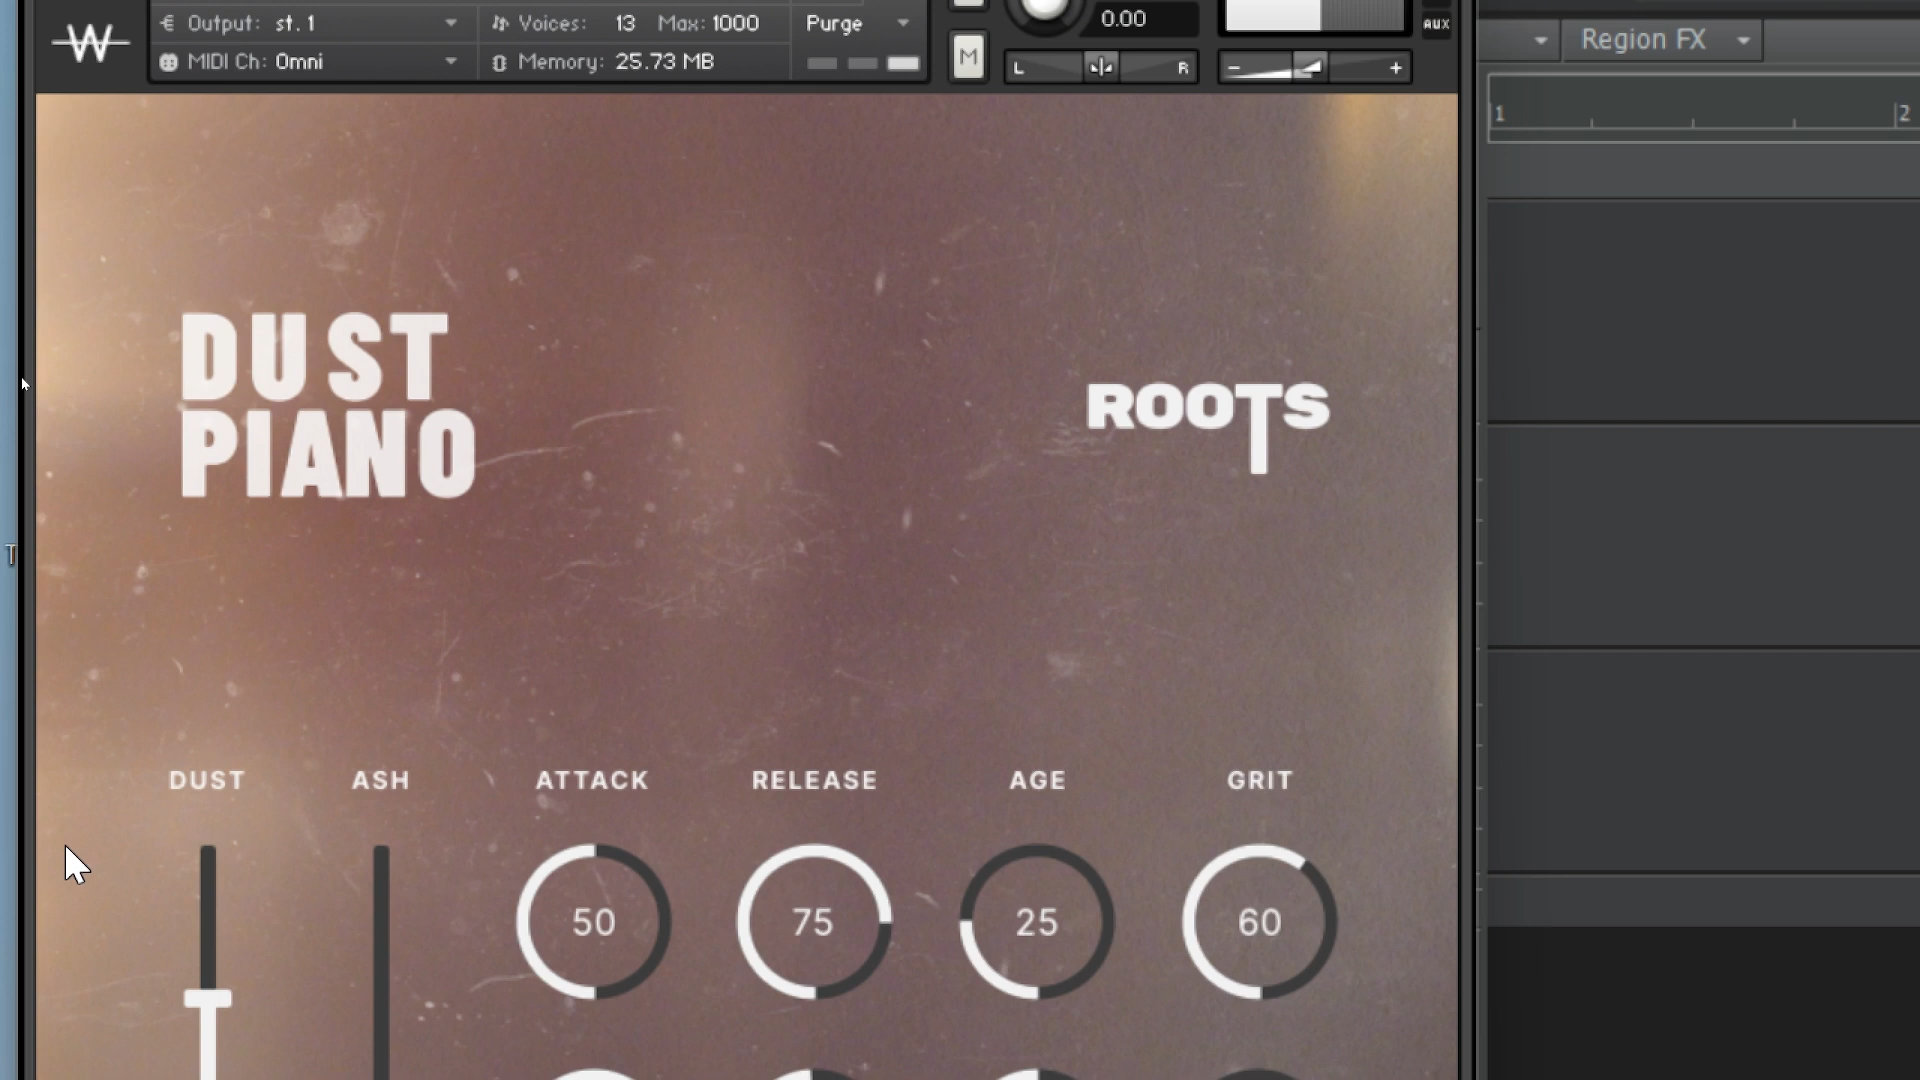 Output: st. 1
Voices: 13 Max: 1000
Purge
0.00
AUX
MIDI Ch: Omni
Memory: 25.73 MB
M
L R
- +
Region FX
1 2
DUST
PIANO
ROOTS
T
DUST ASH ATTACK RELEASE AGE GRIT
50 75 25 60